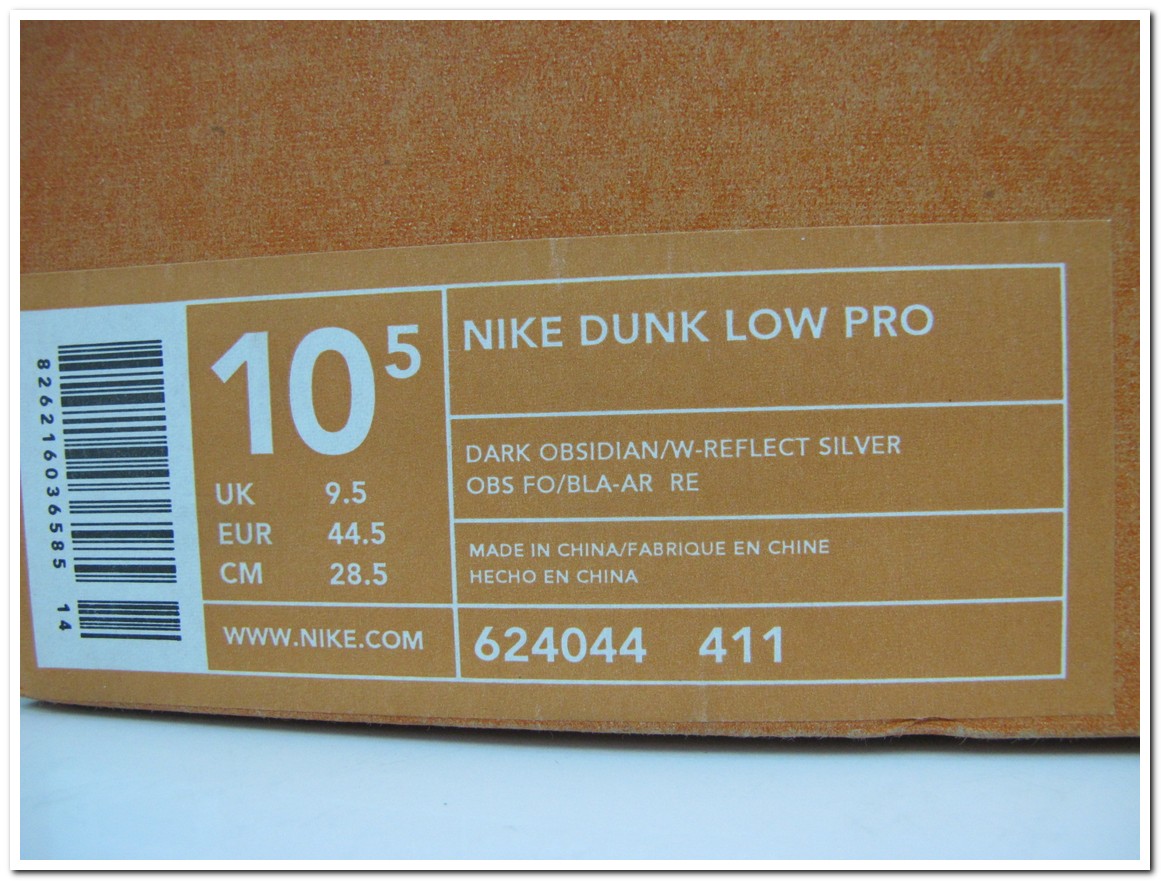 826216036585 14
10 5
UK 9.5
EUR 44.5
CM 28.5
WWW.NIKE.COM
NIKE DUNK LOW PRO
DARK OBSIDIAN/W-REFLECT SILVER
OBS FO/BLA-AR RE
MADE IN CHINA/FABRIQUE EN CHINE
HECHO EN CHINA
624044 411